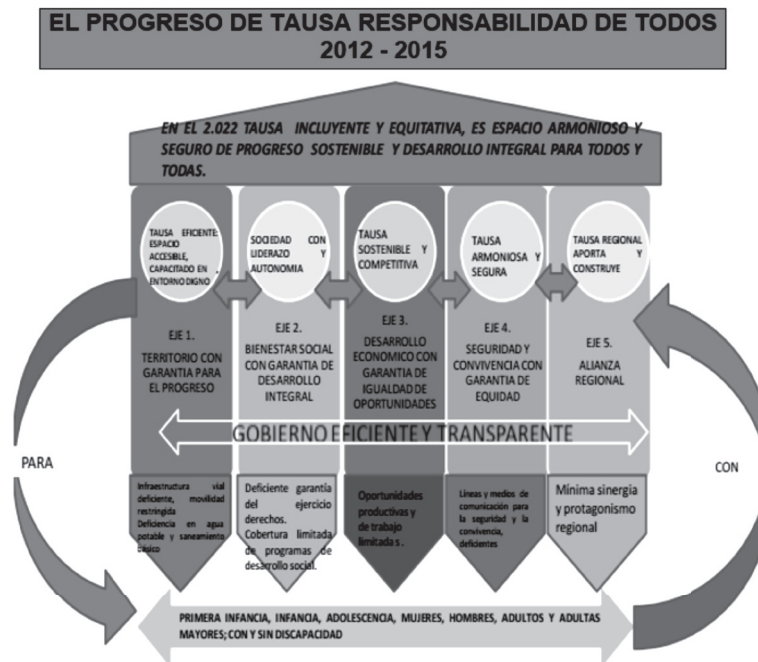 EL PROGRESO DE TAUSA RESPONSABILIDAD DE TODOS
2012 - 2015
EN EL 2.022 TAUSA INCLUYENTE Y EQUITATIVA, ES ESPACIO ARMONIOSO Y
SEGURO DE PROGRESO SOSTENIBLE Y DESARROLLO INTEGRAL PARA TODOS Y
TODAS.
TAUSA EFICIENTE:
ESPACIO
ACCESIBLE,
CAPACITADO EN ,
ENTORNO DIGNO
SOCIEDAD CON
LIDERAZO Y
AUTONOMIA
TAUSA
SOSTENIBLE Y
COMPETITIVA
TAUSA
ARMONIOSA Y
SEGURA
TAUSA REGIONAL
APORTA Y
CONSTRUYE
EJE 1.
TERRITORIO CON
GARANTIA PARA
EL PROGRESO
EJE 2.
BIENESTAR SOCIAL
CON GARANTIA DE
DESARROLLO
INTEGRAL
EJE 3.
DESARROLLO
ECONOMICO CON
GARANTIA DE
IGUALDAD DE
OPORTUNIDADES
EJE 4.
SEGURIDAD Y
CONVIVENCIA CON
GARANTIA DE
EQUIDAD
EJE 5.
ALIANZA
REGIONAL
GOBIERNO EFICIENTE Y TRANSPARENTE
PARA
CON
Infraestructura vial
deficiente, movilidad
restringida
Deficiencia en agua
potable y saneamiento
básico
Deficiente garantía
del ejercicio
derechos.
Cobertura limitada
de programas de
desarrollo social.
Oportunidades
productivas y
de trabajo
limitada s .
Líneas y medios de
comunicación para
la seguridad y la
convivencia,
deficientes
Mínima sinergia
y protagonismo
regional
PRIMERA INFANCIA, INFANCIA, ADOLESCENCIA, MUJERES, HOMBRES, ADULTOS Y ADULTAS
MAYORES; CON Y SIN DISCAPACIDAD